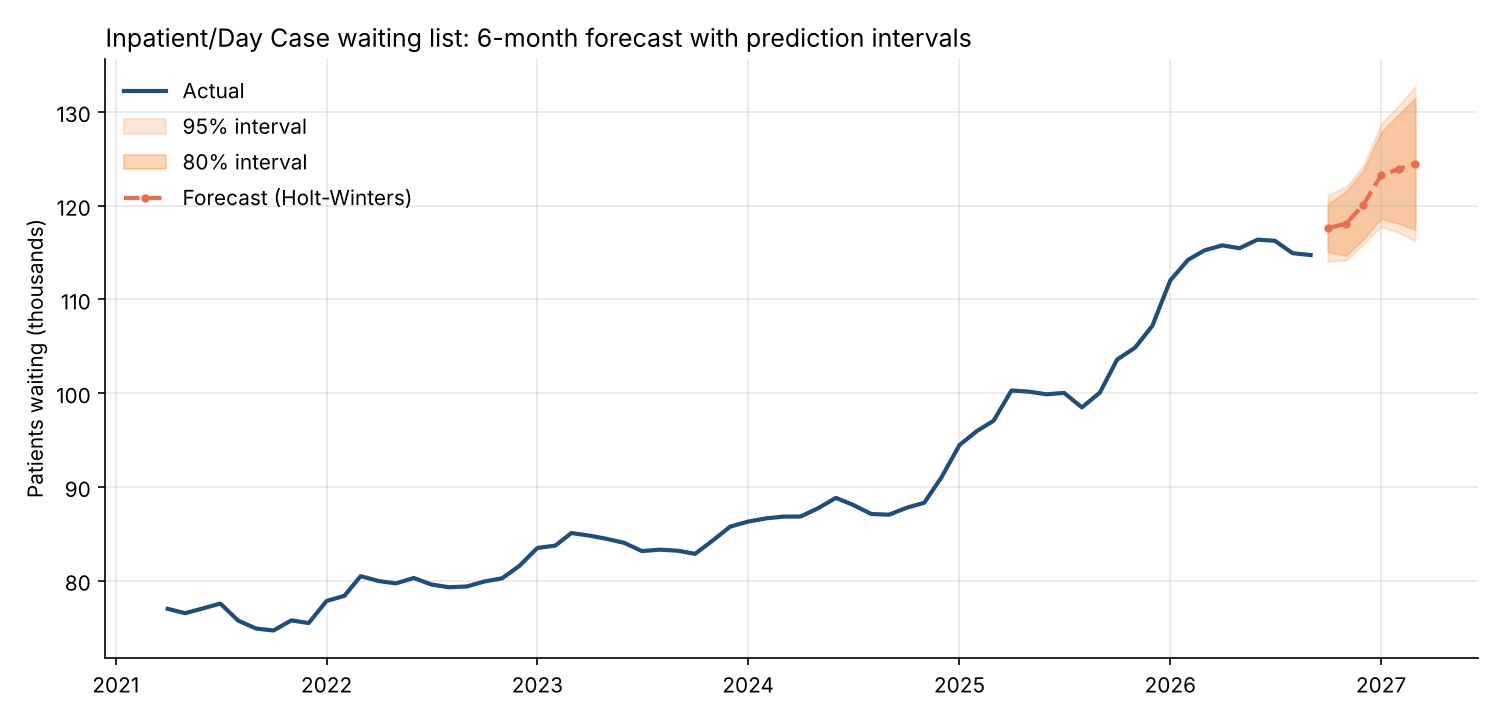 Inpatient/Day Case waiting list: 6-month forecast with prediction intervals
Actual
95% interval
80% interval
Forecast (Holt-Winters)
Patients waiting (thousands)
130
120
110
100
90
80
2021 2022 2023 2024 2025 2026 2027